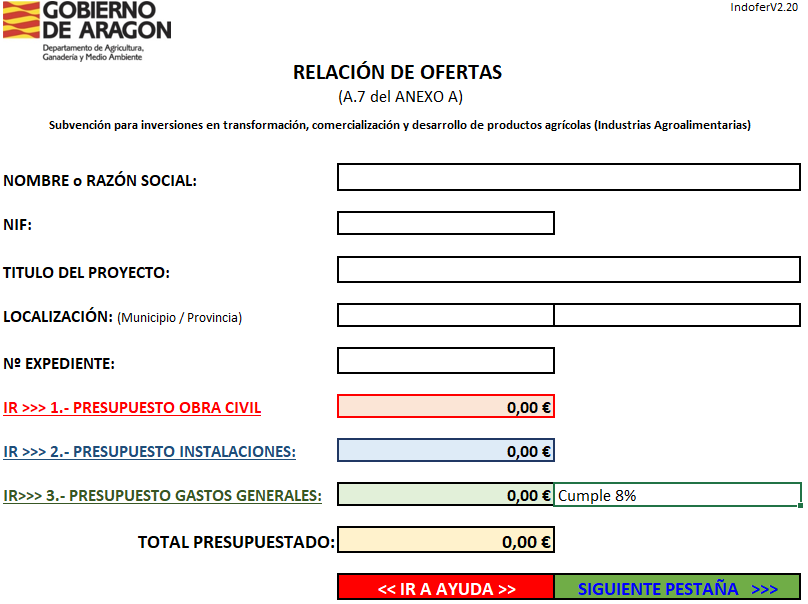 IndoferV2.20
GOBIERNO
DE ARAGON
Departamento de Agricultura,
Ganadería y Medio Ambiente
RELACIÓN DE OFERTAS
(A.7 del ANEXO A)
Subvención para inversiones en transformación, comercialización y desarrollo de productos agrícolas (Industrias Agroalimentarias)
NOMBRE o RAZÓN SOCIAL:
NIF:
TITULO DEL PROYECTO:
LOCALIZACIÓN: (Municipio / Provincia)
Nº EXPEDIENTE:
IR >>> 1.- PRESUPUESTO OBRA CIVIL 0,00 €
IR >>> 2.- PRESUPUESTO INSTALACIONES: 0,00 €
IR>>> 3.- PRESUPUESTO GASTOS GENERALES: 0,00 € Cumple 8%
TOTAL PRESUPUESTADO: 0,00 €
<< IR A AYUDA >> SIGUIENTE PESTAÑA >>>